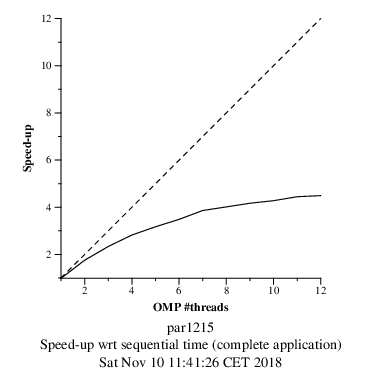 12
10
8
6
4
2
Speed-up
2 4 6 8 10 12
OMP #threads
par1215
Speed-up wrt sequential time (complete application)
Sat Nov 10 11:41:26 CET 2018